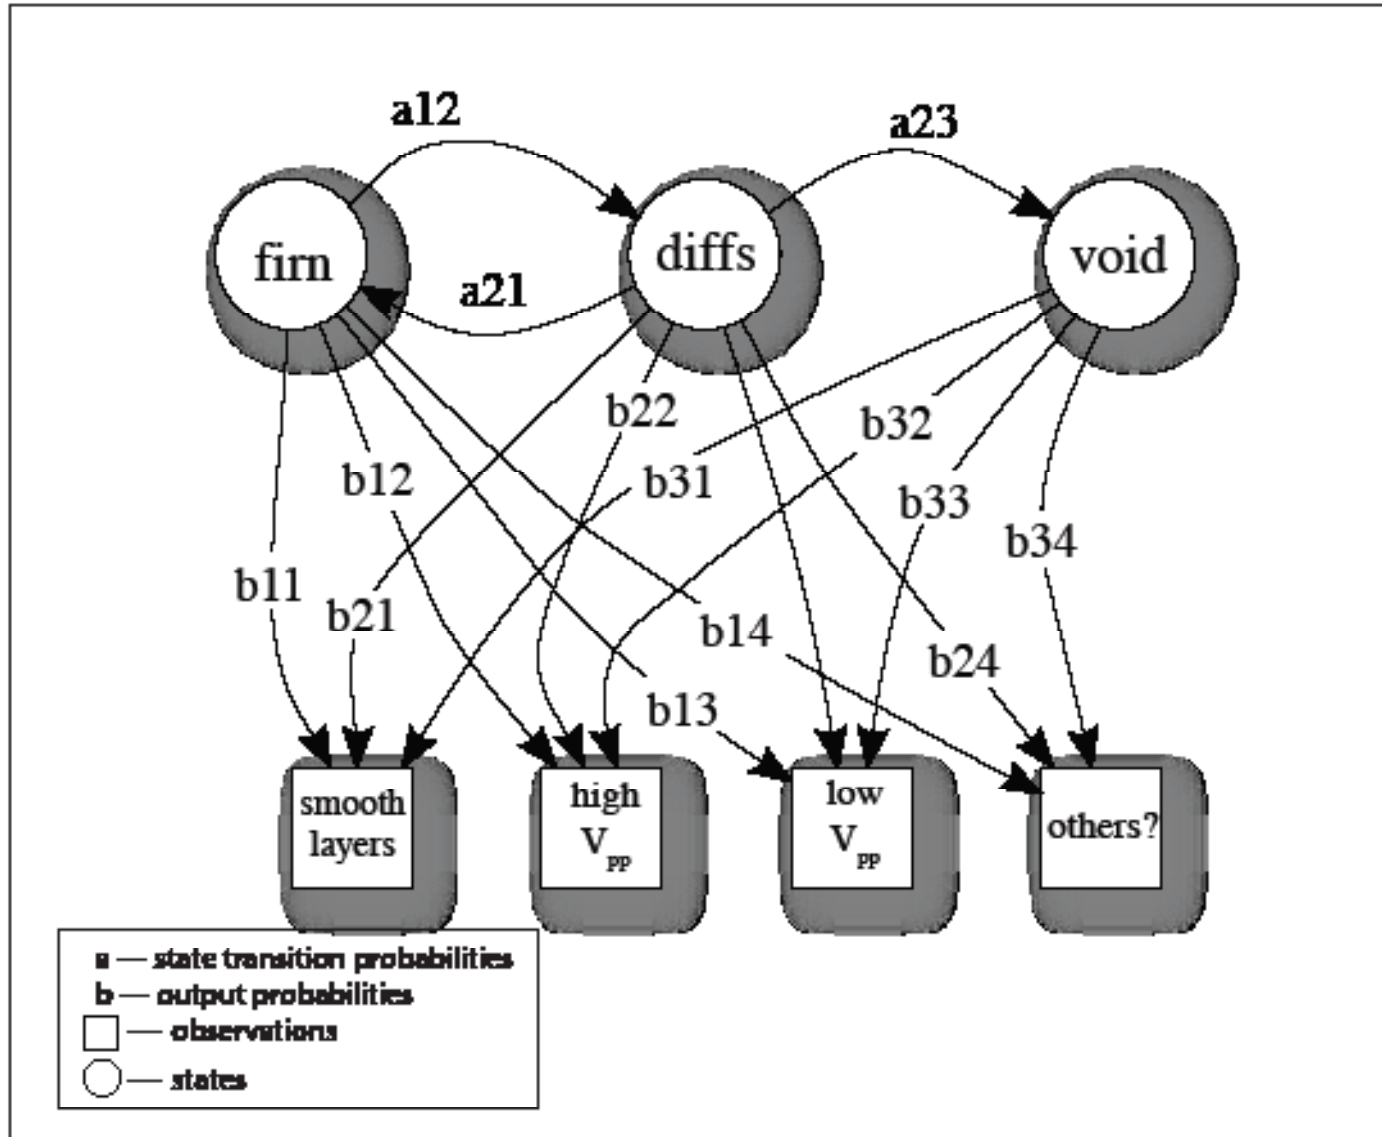 a12
a23
firn
diffs
void
a21
b22
b32
b12
b31
b33
b34
b11
b21
b14
b24
b13
smooth
layers
high
Vpp
low
Vpp
others?
a — state transition probabilities
b — output probabilities
— observations
— states